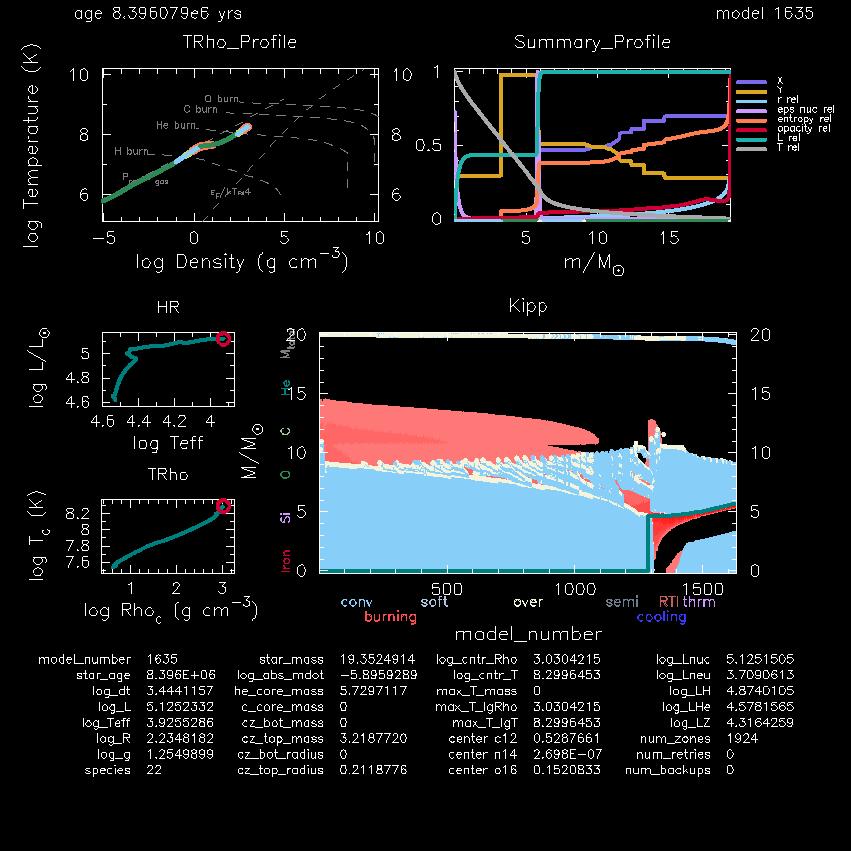 age 8.396079e6 yrs model 1635
TRho_Profile Summary_Profile
log Temperature (K)
10 8 6
O burn
C burn
He burn
H burn
gas
10 8 6
−5 0 5 10
log Density (g cm−3)
1 0.5 0
5 10 15
m/M⊙
X
Y
r rel
eps nuc rel
entropy rel
opacity rel
L rel
T rel
HR
log L/L⊙
5 4.8 4.6
4.6 4.4 4.2 4
log Teff
TRho
log Tc (K)
8.2 8 7.8 7.6
1 2 3
log Rhoc (g cm−3)
Kipp
M/M⊙
Iron Si O C He
20 15 10 5 0
20 15 10 5 0
500 1000 1500
conv soft over semi RTI thrm
burning cooling
model_number
model_number 1635 star_mass 19.3524914 log_cntr_Rho 3.0304215 log_Lnuc 5.1251505
star_age 8.396E+06 log_abs_mdot −5.8959289 log_cntr_T 8.2996453 log_Lneu 3.7090613
log_dt 3.4441157 he_core_mass 5.7297117 max_T_mass 0 log_LH 4.8740105
log_L 5.1252332 c_core_mass 0 max_T_lgRho 3.0304215 log_LHe 4.5781565
log_Teff 3.9255286 cz_bot_mass 0 max_T_lgT 8.2996453 log_LZ 4.3164259
log_R 2.2348182 cz_top_mass 3.2187720 center c12 0.5287661 num_zones 1924
log_g 1.2549899 cz_bot_radius 0 center n14 2.698E−07 num_retries 0
species 22 cz_top_radius 0.2118776 center o16 0.1520833 num_backups 0